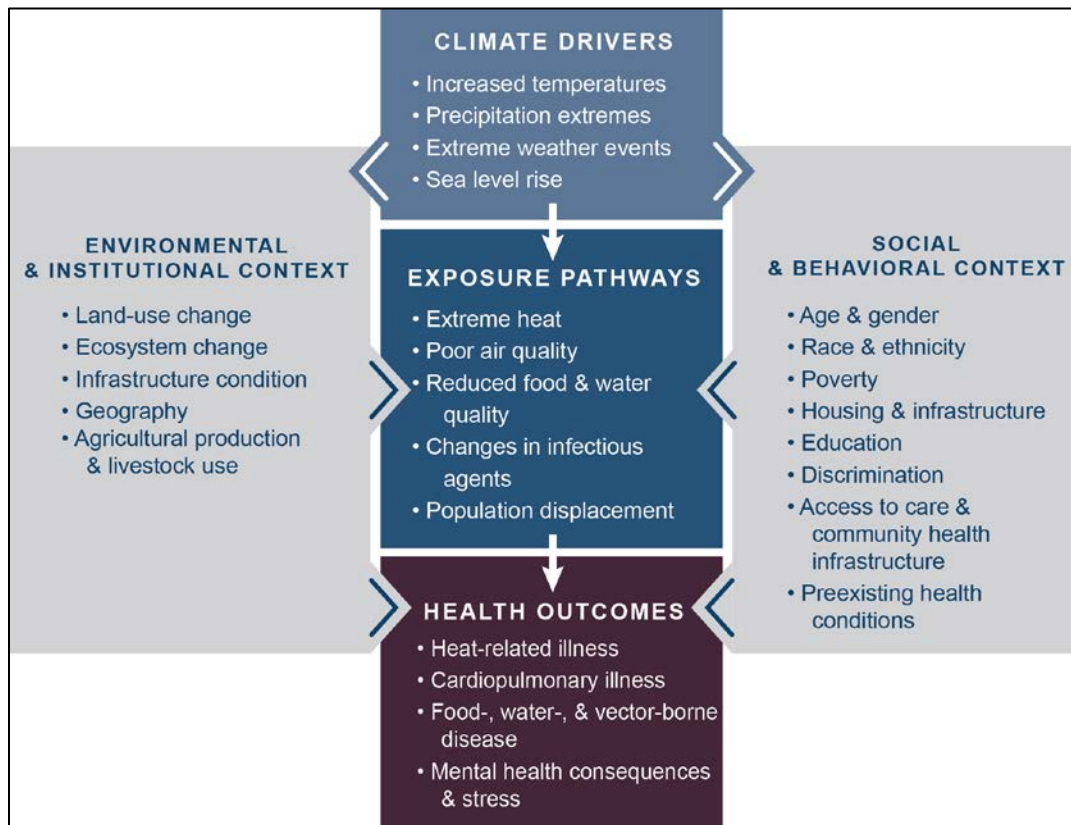 CLIMATE DRIVERS
• Increased temperatures
• Precipitation extremes
• Extreme weather events
• Sea level rise
ENVIRONMENTAL
& INSTITUTIONAL CONTEXT
• Land-use change
• Ecosystem change
• Infrastructure condition
• Geography
• Agricultural production
& livestock use
EXPOSURE PATHWAYS
• Extreme heat
• Poor air quality
• Reduced food & water
quality
• Changes in infectious
agents
• Population displacement
SOCIAL
& BEHAVIORAL CONTEXT
• Age & gender
• Race & ethnicity
• Poverty
• Housing & infrastructure
• Education
• Discrimination
• Access to care &
community health
infrastructure
• Preexisting health
conditions
HEALTH OUTCOMES
• Heat-related illness
• Cardiopulmonary illness
• Food-, water-, & vector-borne
disease
• Mental health consequences
& stress